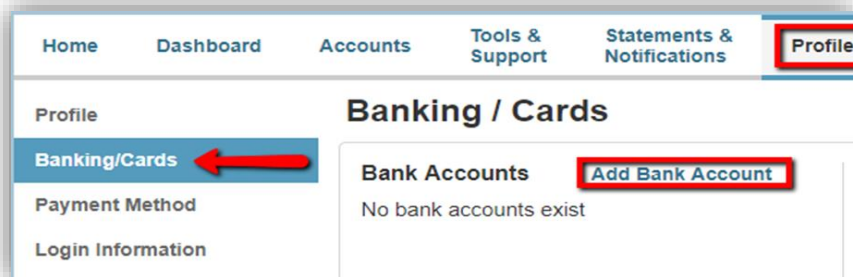 Home Dashboard Accounts Tools & Support Statements & Notifications Profile
Profile
Banking/Cards
Payment Method
Login Information
Banking / Cards
Bank Accounts Add Bank Account
No bank accounts exist